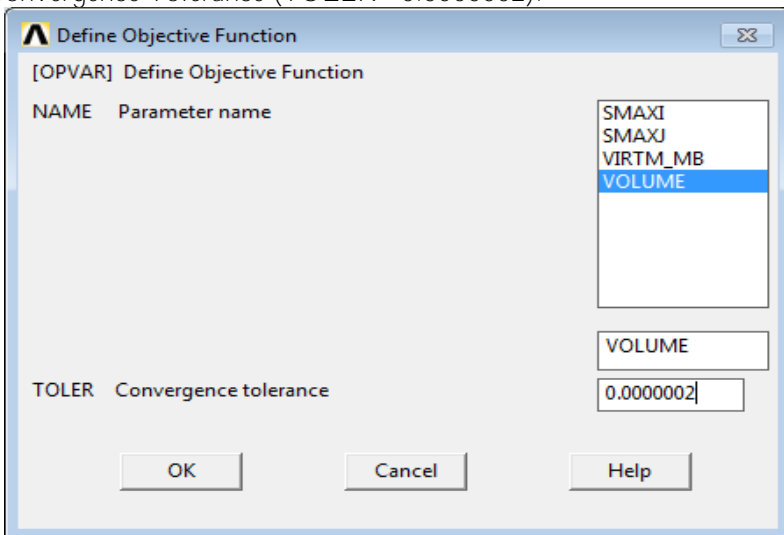 Define Objective Function
[OPVAR] Define Objective Function
NAME Parameter name
SMAXI
SMAXJ
VIRTM_MB
VOLUME
VOLUME
TOLER Convergence tolerance 0.0000002
OK Cancel Help